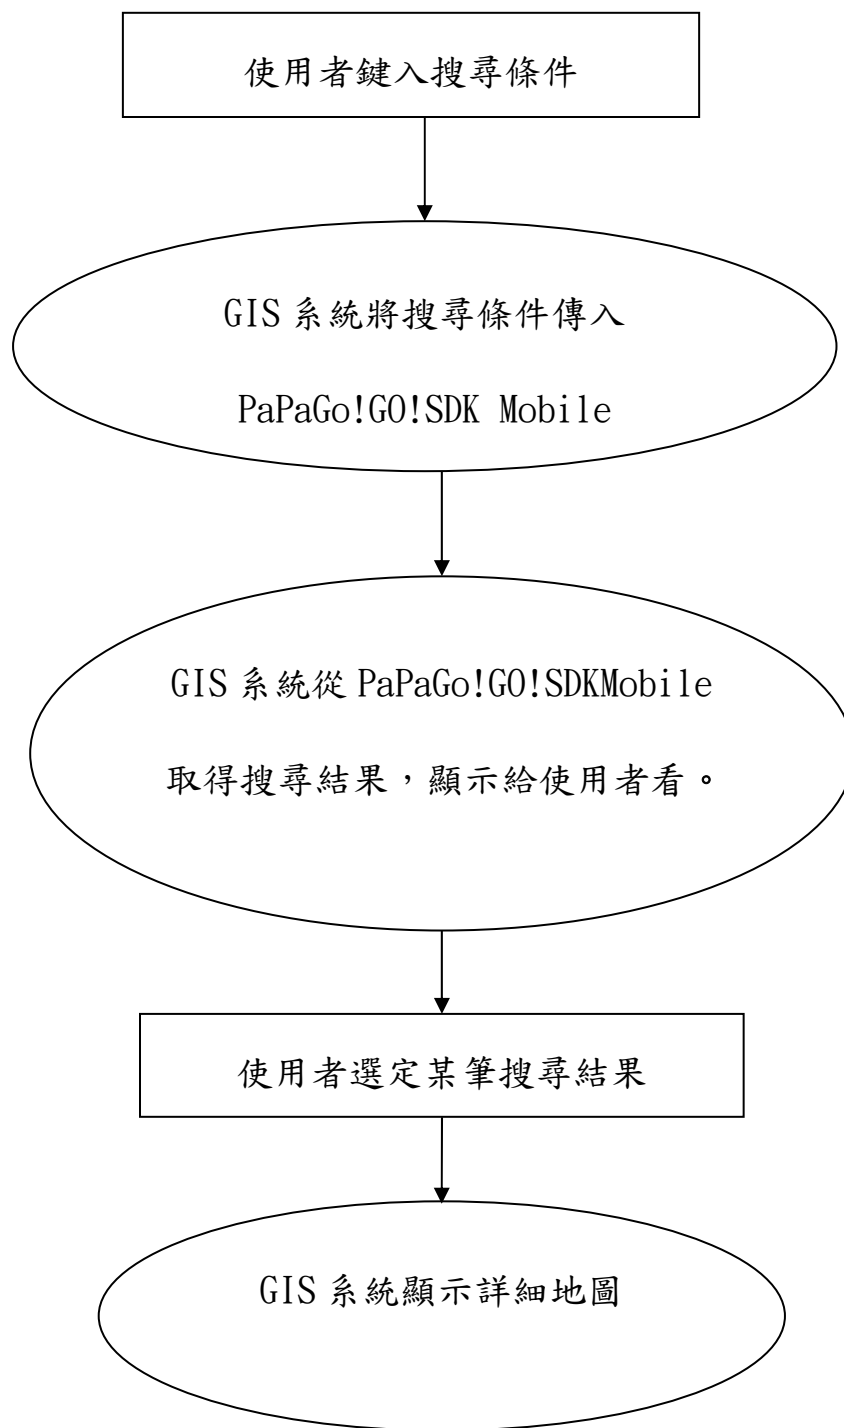 使用者鍵入搜尋條件
GIS 系統將搜尋條件傳入
PaPaGo!GO!SDK Mobile
GIS 系統從 PaPaGo!GO!SDKMobile
取得搜尋結果，顯示給使用者看。
使用者選定某筆搜尋結果
GIS 系統顯示詳細地圖